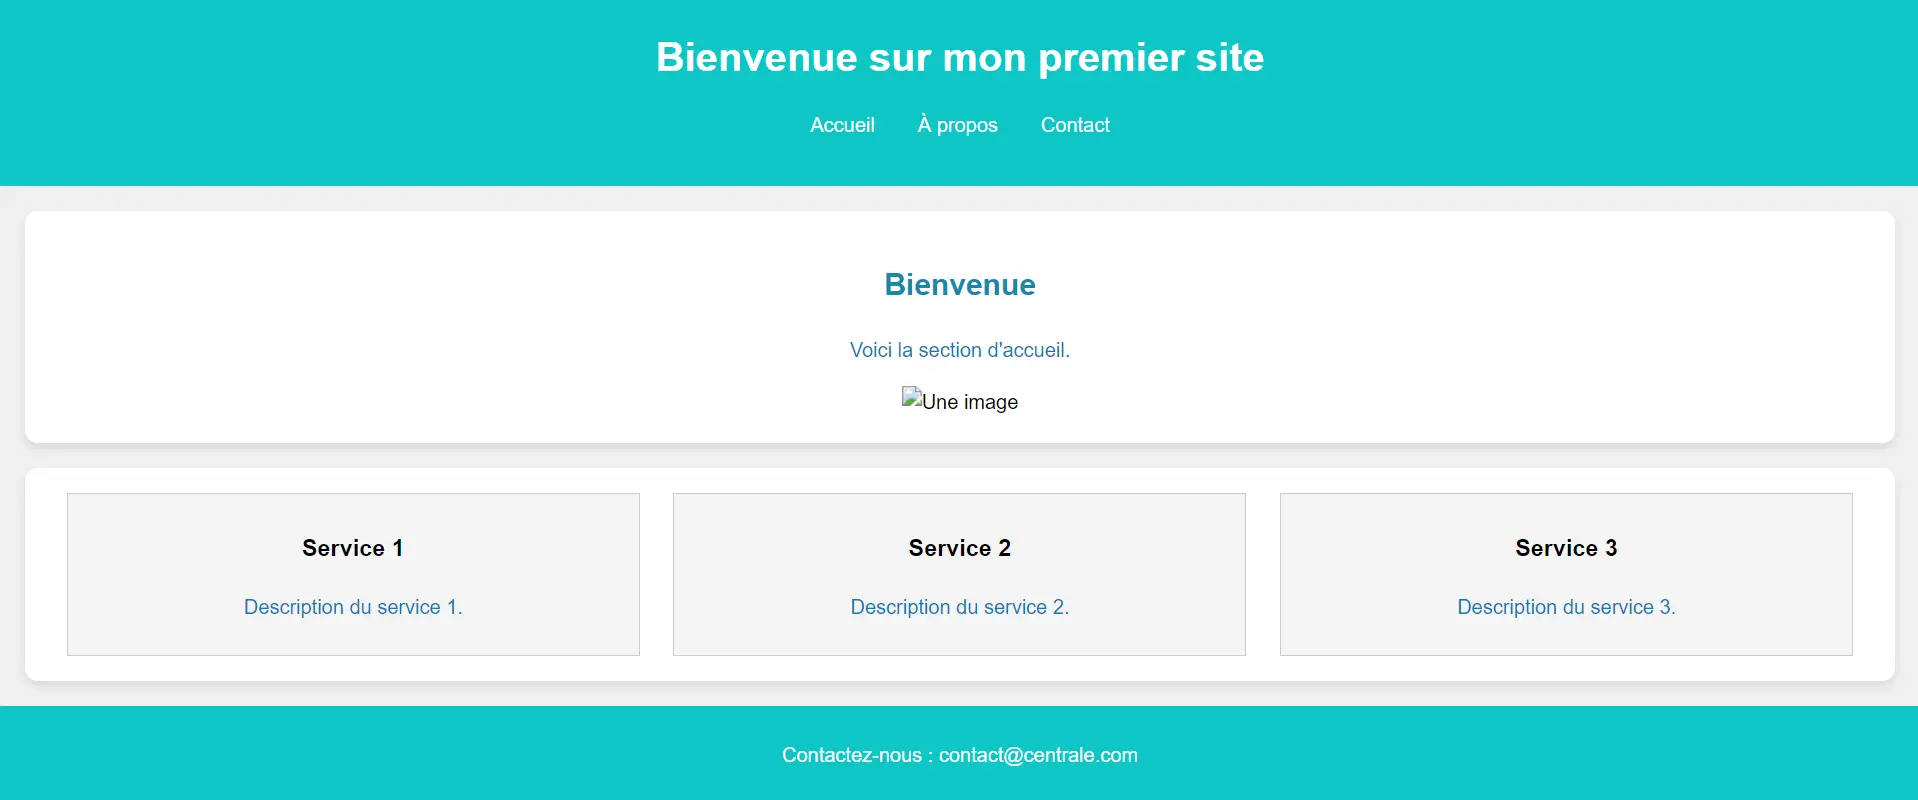 Bienvenue sur mon premier site
Accueil À propos Contact
Bienvenue
Voici la section d'accueil.
Une image
Service 1 Service 2 Service 3
Description du service 1. Description du service 2. Description du service 3.
Contactez-nous : contact@centrale.com